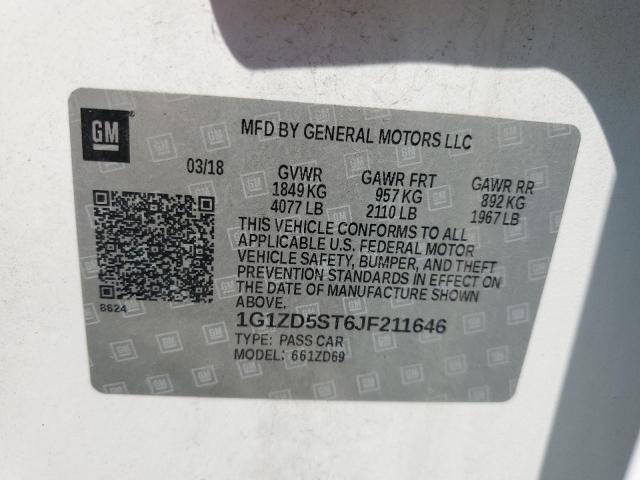 GM
MFD BY GENERAL MOTORS LLC
03/18
GVWR
1849 KG
4077 LB
GAWR FRT
957 KG
2110 LB
GAWR RR
892 KG
1967 LB
THIS VEHICLE CONFORMS TO ALL
APPLICABLE U.S. FEDERAL MOTOR
VEHICLE SAFETY, BUMPER, AND THEFT
PREVENTION STANDARDS IN EFFECT ON
THE DATE OF MANUFACTURE SHOWN
ABOVE.
8624
1G1ZD5ST6JF211646
TYPE: PASS CAR
MODEL: 661ZD69